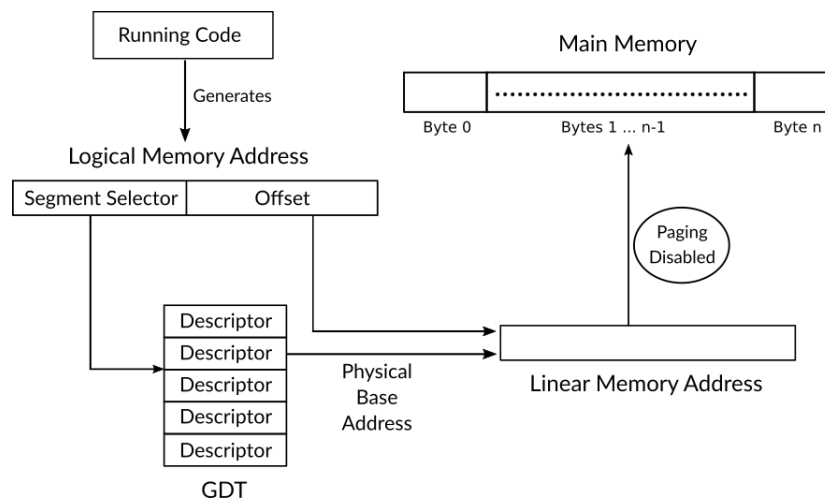 Running Code
Generates
Logical Memory Address
Segment Selector
Offset
Main Memory
Byte 0
Bytes 1 ... n-1
Byte n
Paging
Disabled
Descriptor
Descriptor
Descriptor
Descriptor
Descriptor
GDT
Physical
Base
Address
Linear Memory Address